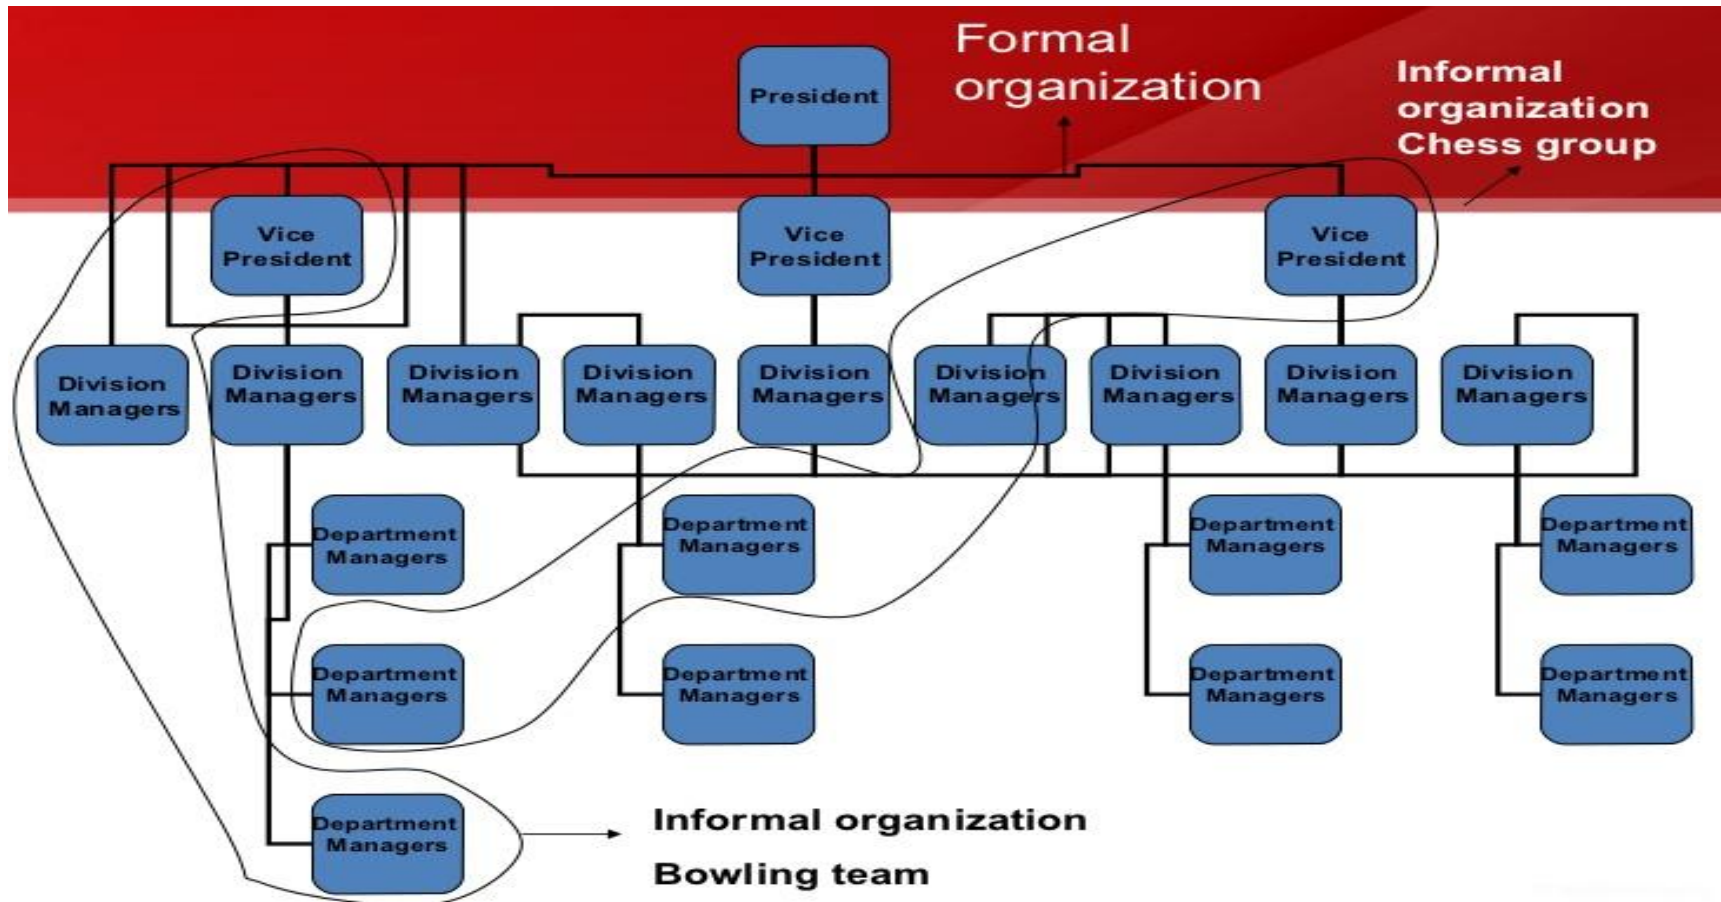 Formal
organization
Informal
organization
Chess group
President
Vice
President
Vice
President
Vice
President
Division
Managers
Division
Managers
Division
Managers
Division
Managers
Division
Managers
Division
Managers
Division
Managers
Division
Managers
Division
Managers
Department
Managers
Department
Managers
Department
Managers
Department
Managers
Department
Managers
Department
Managers
Department
Managers
Department
Managers
Department
Managers
Informal organization
Bowling team